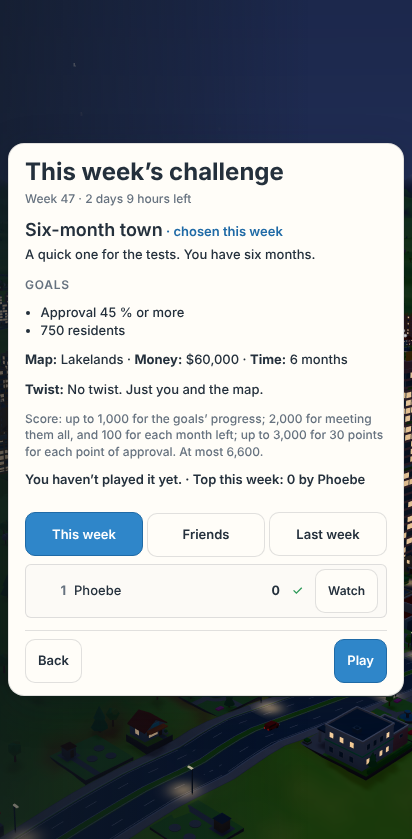 This week’s challenge
Week 47 · 2 days 9 hours left
Six-month town · chosen this week
A quick one for the tests. You have six months.
GOALS
• Approval 45 % or more
• 750 residents
Map: Lakelands · Money: $60,000 · Time: 6 months
Twist: No twist. Just you and the map.
Score: up to 1,000 for the goals’ progress; 2,000 for meeting
them all, and 100 for each month left; up to 3,000 for 30 points
for each point of approval. At most 6,600.
You haven’t played it yet. · Top this week: 0 by Phoebe
This week Friends Last week
1 Phoebe 0 ✓ Watch
Back Play